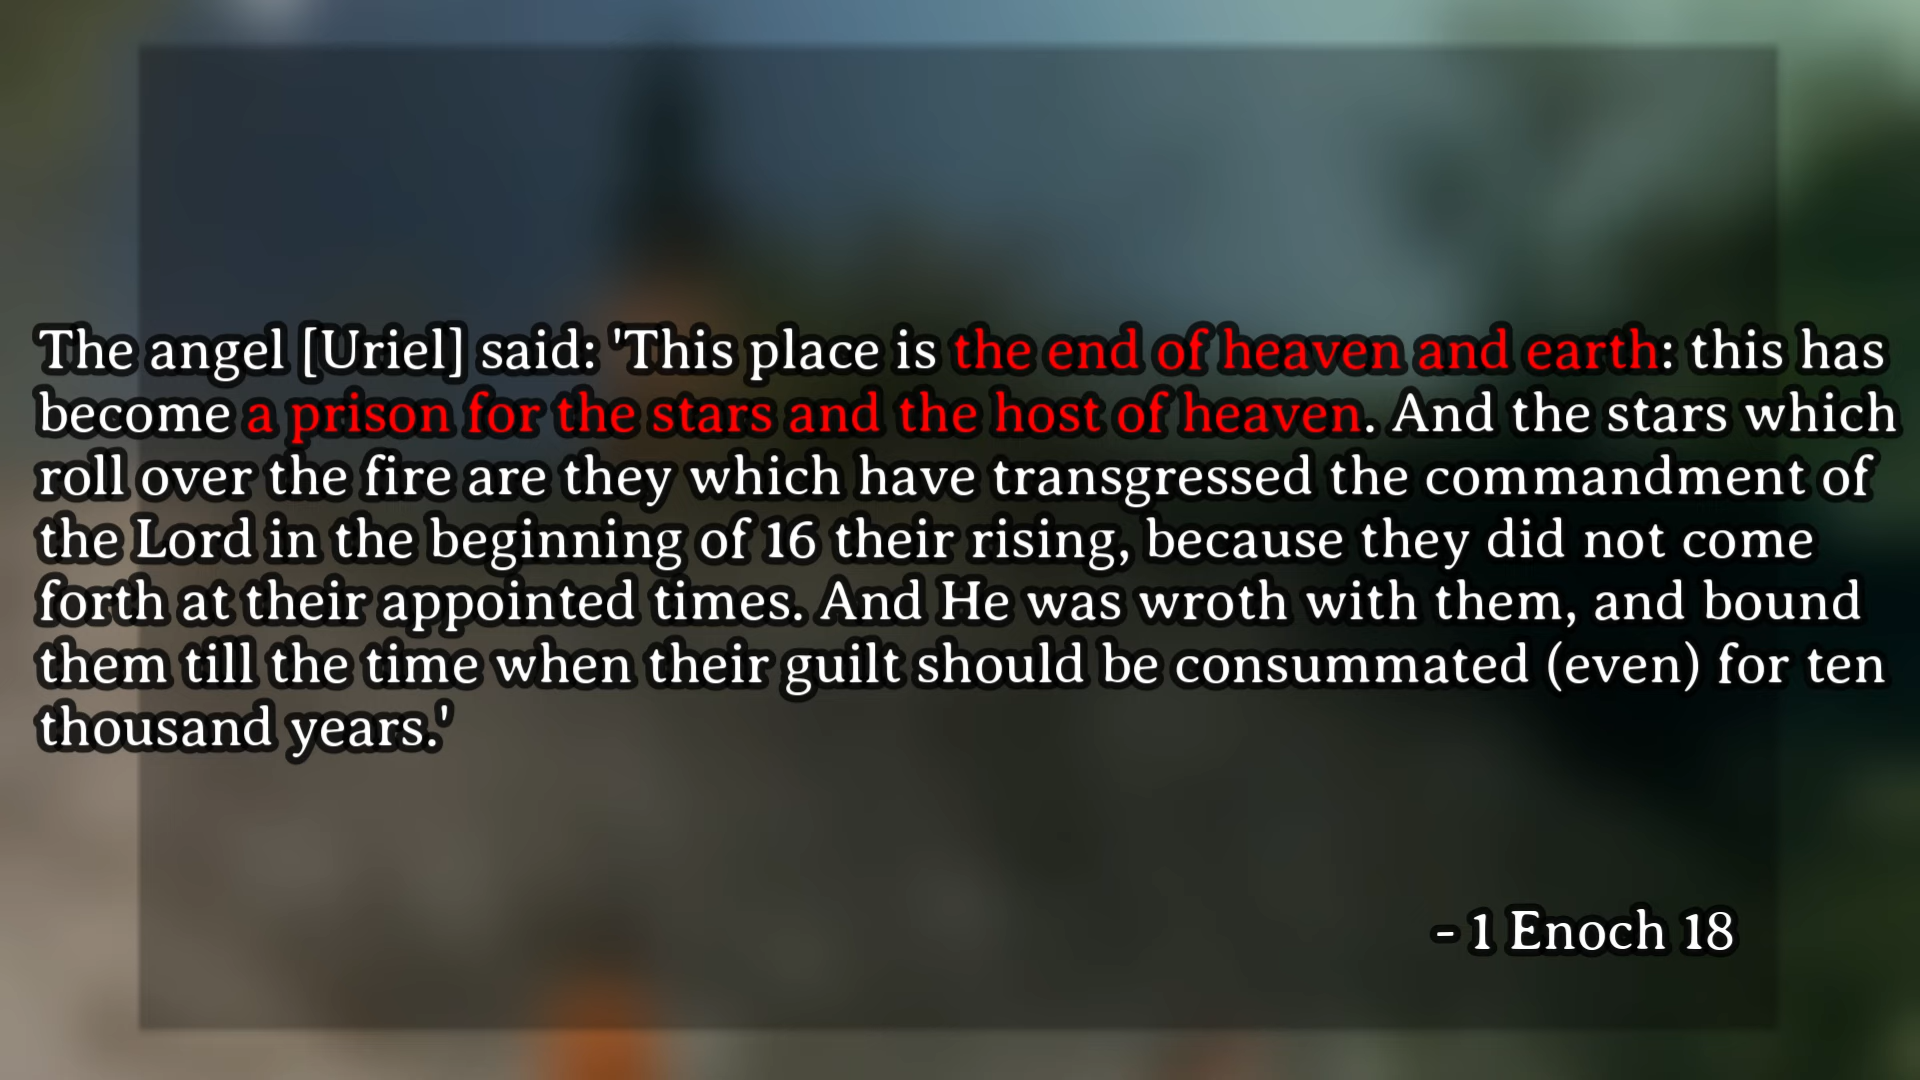 The angel [Uriel] said: 'This place is the end of heaven and earth: this has
become a prison for the stars and the host of heaven. And the stars which
roll over the fire are they which have transgressed the commandment of
the Lord in the beginning of 16 their rising, because they did not come
forth at their appointed times. And He was wroth with them, and bound
them till the time when their guilt should be consummated (even) for ten
thousand years.'
- 1 Enoch 18